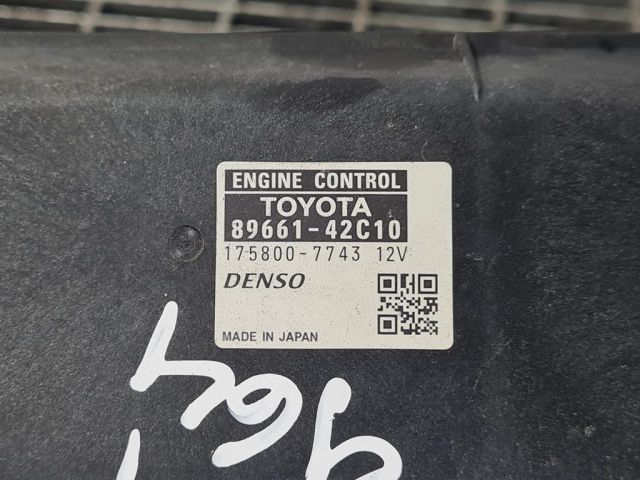 ENGINE CONTROL
TOYOTA
89661-42C10
175800-7743 12V
DENSO
MADE IN JAPAN